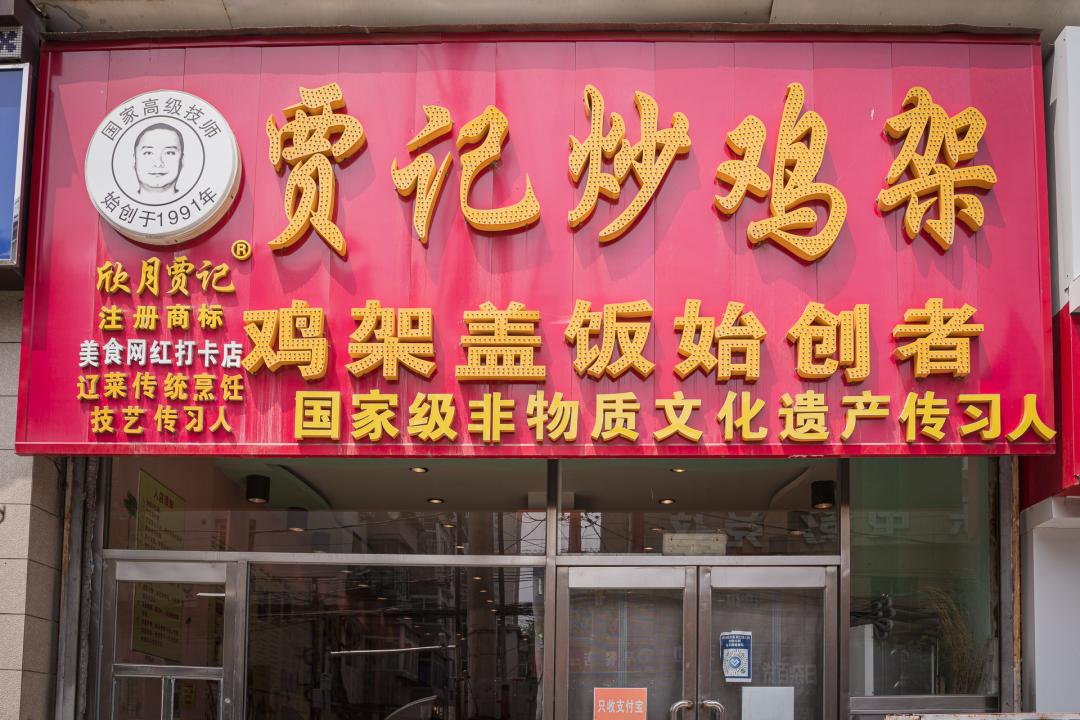 国家高级技师
始创于1991年
贾记炒鸡架
®
欣月贾记
注册商标
美食网红打卡店
辽菜传统烹饪
技艺传习人
鸡架盖饭始创者
国家级非物质文化遗产传习人
只收支付宝